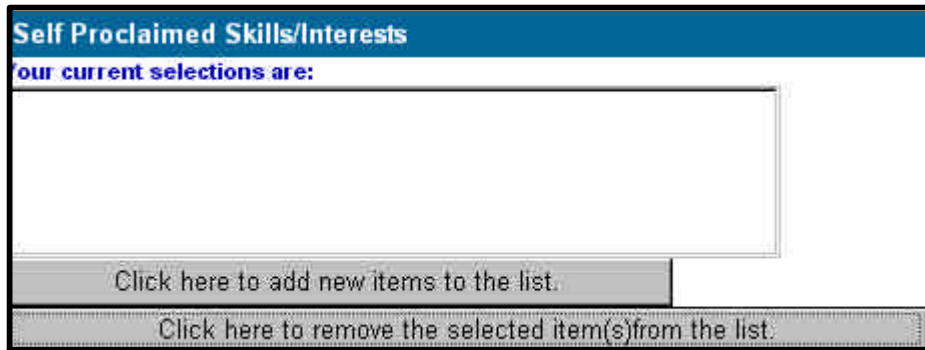 Self Proclaimed Skills/Interests
our current selections are:
Click here to add new items to the list.
Click here to remove the selected item(s)from the list.